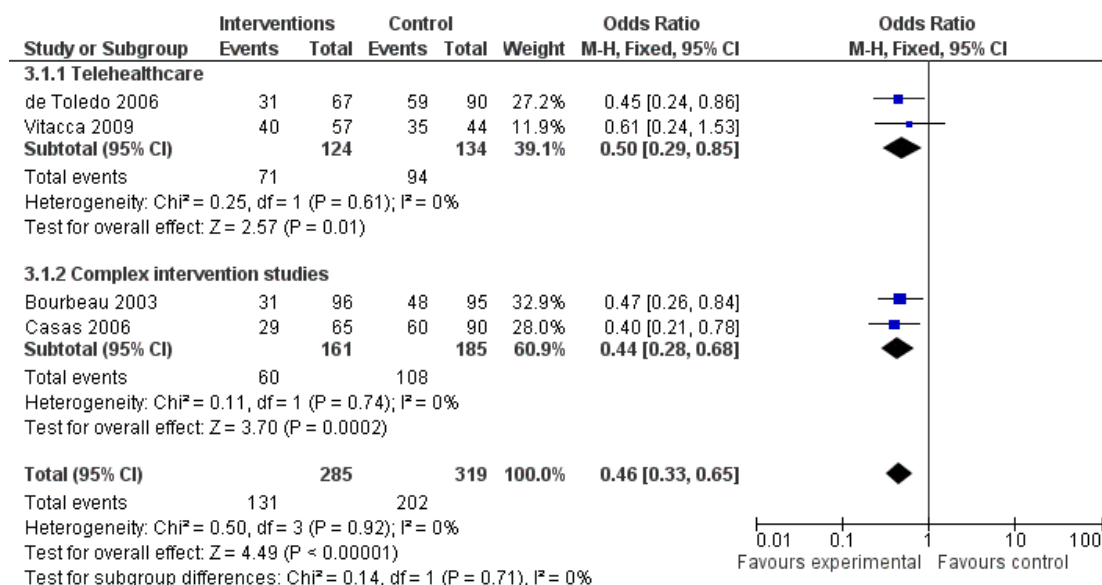 Interventions Control Odds Ratio Odds Ratio
Study or Subgroup Events Total Events Total Weight M-H, Fixed, 95% CI M-H, Fixed, 95% CI
3.1.1 Telehealthcare
de Toledo 2006 31 67 59 90 27.2% 0.45 [0.24, 0.86]
Vitacca 2009 40 57 35 44 11.9% 0.61 [0.24, 1.53]
Subtotal (95% CI) 124 134 39.1% 0.50 [0.29, 0.85]
Total events 71 94
Heterogeneity: Chi² = 0.25, df = 1 (P = 0.61); I² = 0%
Test for overall effect: Z = 2.57 (P = 0.01)
3.1.2 Complex intervention studies
Bourbeau 2003 31 96 48 95 32.9% 0.47 [0.26, 0.84]
Casas 2006 29 65 60 90 28.0% 0.40 [0.21, 0.78]
Subtotal (95% CI) 161 185 60.9% 0.44 [0.28, 0.68]
Total events 60 108
Heterogeneity: Chi² = 0.11, df = 1 (P = 0.74); I² = 0%
Test for overall effect: Z = 3.70 (P = 0.0002)
Total (95% CI) 285 319 100.0% 0.46 [0.33, 0.65]
Total events 131 202
Heterogeneity: Chi² = 0.50, df = 3 (P = 0.92); I² = 0%
Test for overall effect: Z = 4.49 (P < 0.00001)
Test for subgroup differences: Chi² = 0.14, df = 1 (P = 0.71), I² = 0%
0.01 0.1 1 10 100
Favours experimental Favours control